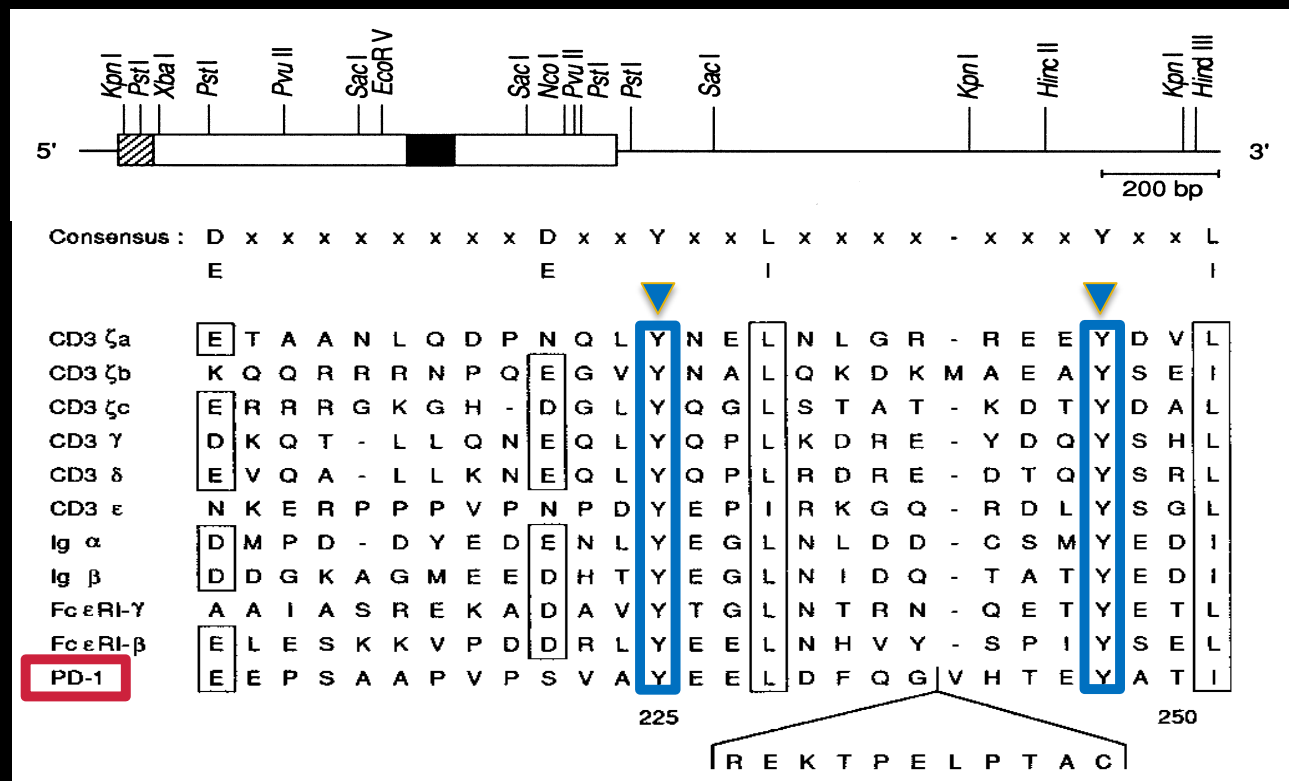 Kpn I Pst I Xba I Pst I Pvu II Sac I EcoR V Sac I Nco I Pvu II Pst I Pst I Sac I Kpn I Hinc II Kpn I Hind III
5' 3'
200 bp
Consensus : D x x x x x x x x D x x Y x x L x x x x - x x x Y x x L
E E I I
CD3 ζa E T A A N L Q D P N Q L Y N E L N L G R - R E E Y D V L
CD3 ζb K Q Q R R R N P Q E G V Y N A L Q K D K M A E A Y S E I
CD3 ζc E R R R G K G H - D G L Y Q G L S T A T - K D T Y D A L
CD3 γ D K Q T - L L Q N E Q L Y Q P L K D R E - Y D Q Y S H L
CD3 δ E V Q A - L L K N E Q L Y Q P L R D R E - D T Q Y S R L
CD3 ε N K E R P P P V P N P D Y E P I R K G Q - R D L Y S G L
Ig α D M P D - D Y E D E N L Y E G L N L D D - C S M Y E D I
Ig β D D G K A G M E E D H T Y E G L N I D Q - T A T Y E D I
Fc εRI-γ A A I A S R E K A D A V Y T G L N T R N - Q E T Y E T L
Fc εRI-β E L E S K K V P D D R L Y E E L N H V Y - S P I Y S E L
PD-1 E E P S A A P V P S V A Y E E L D F Q G V H T E Y A T I
225 250
R E K T P E L P T A C